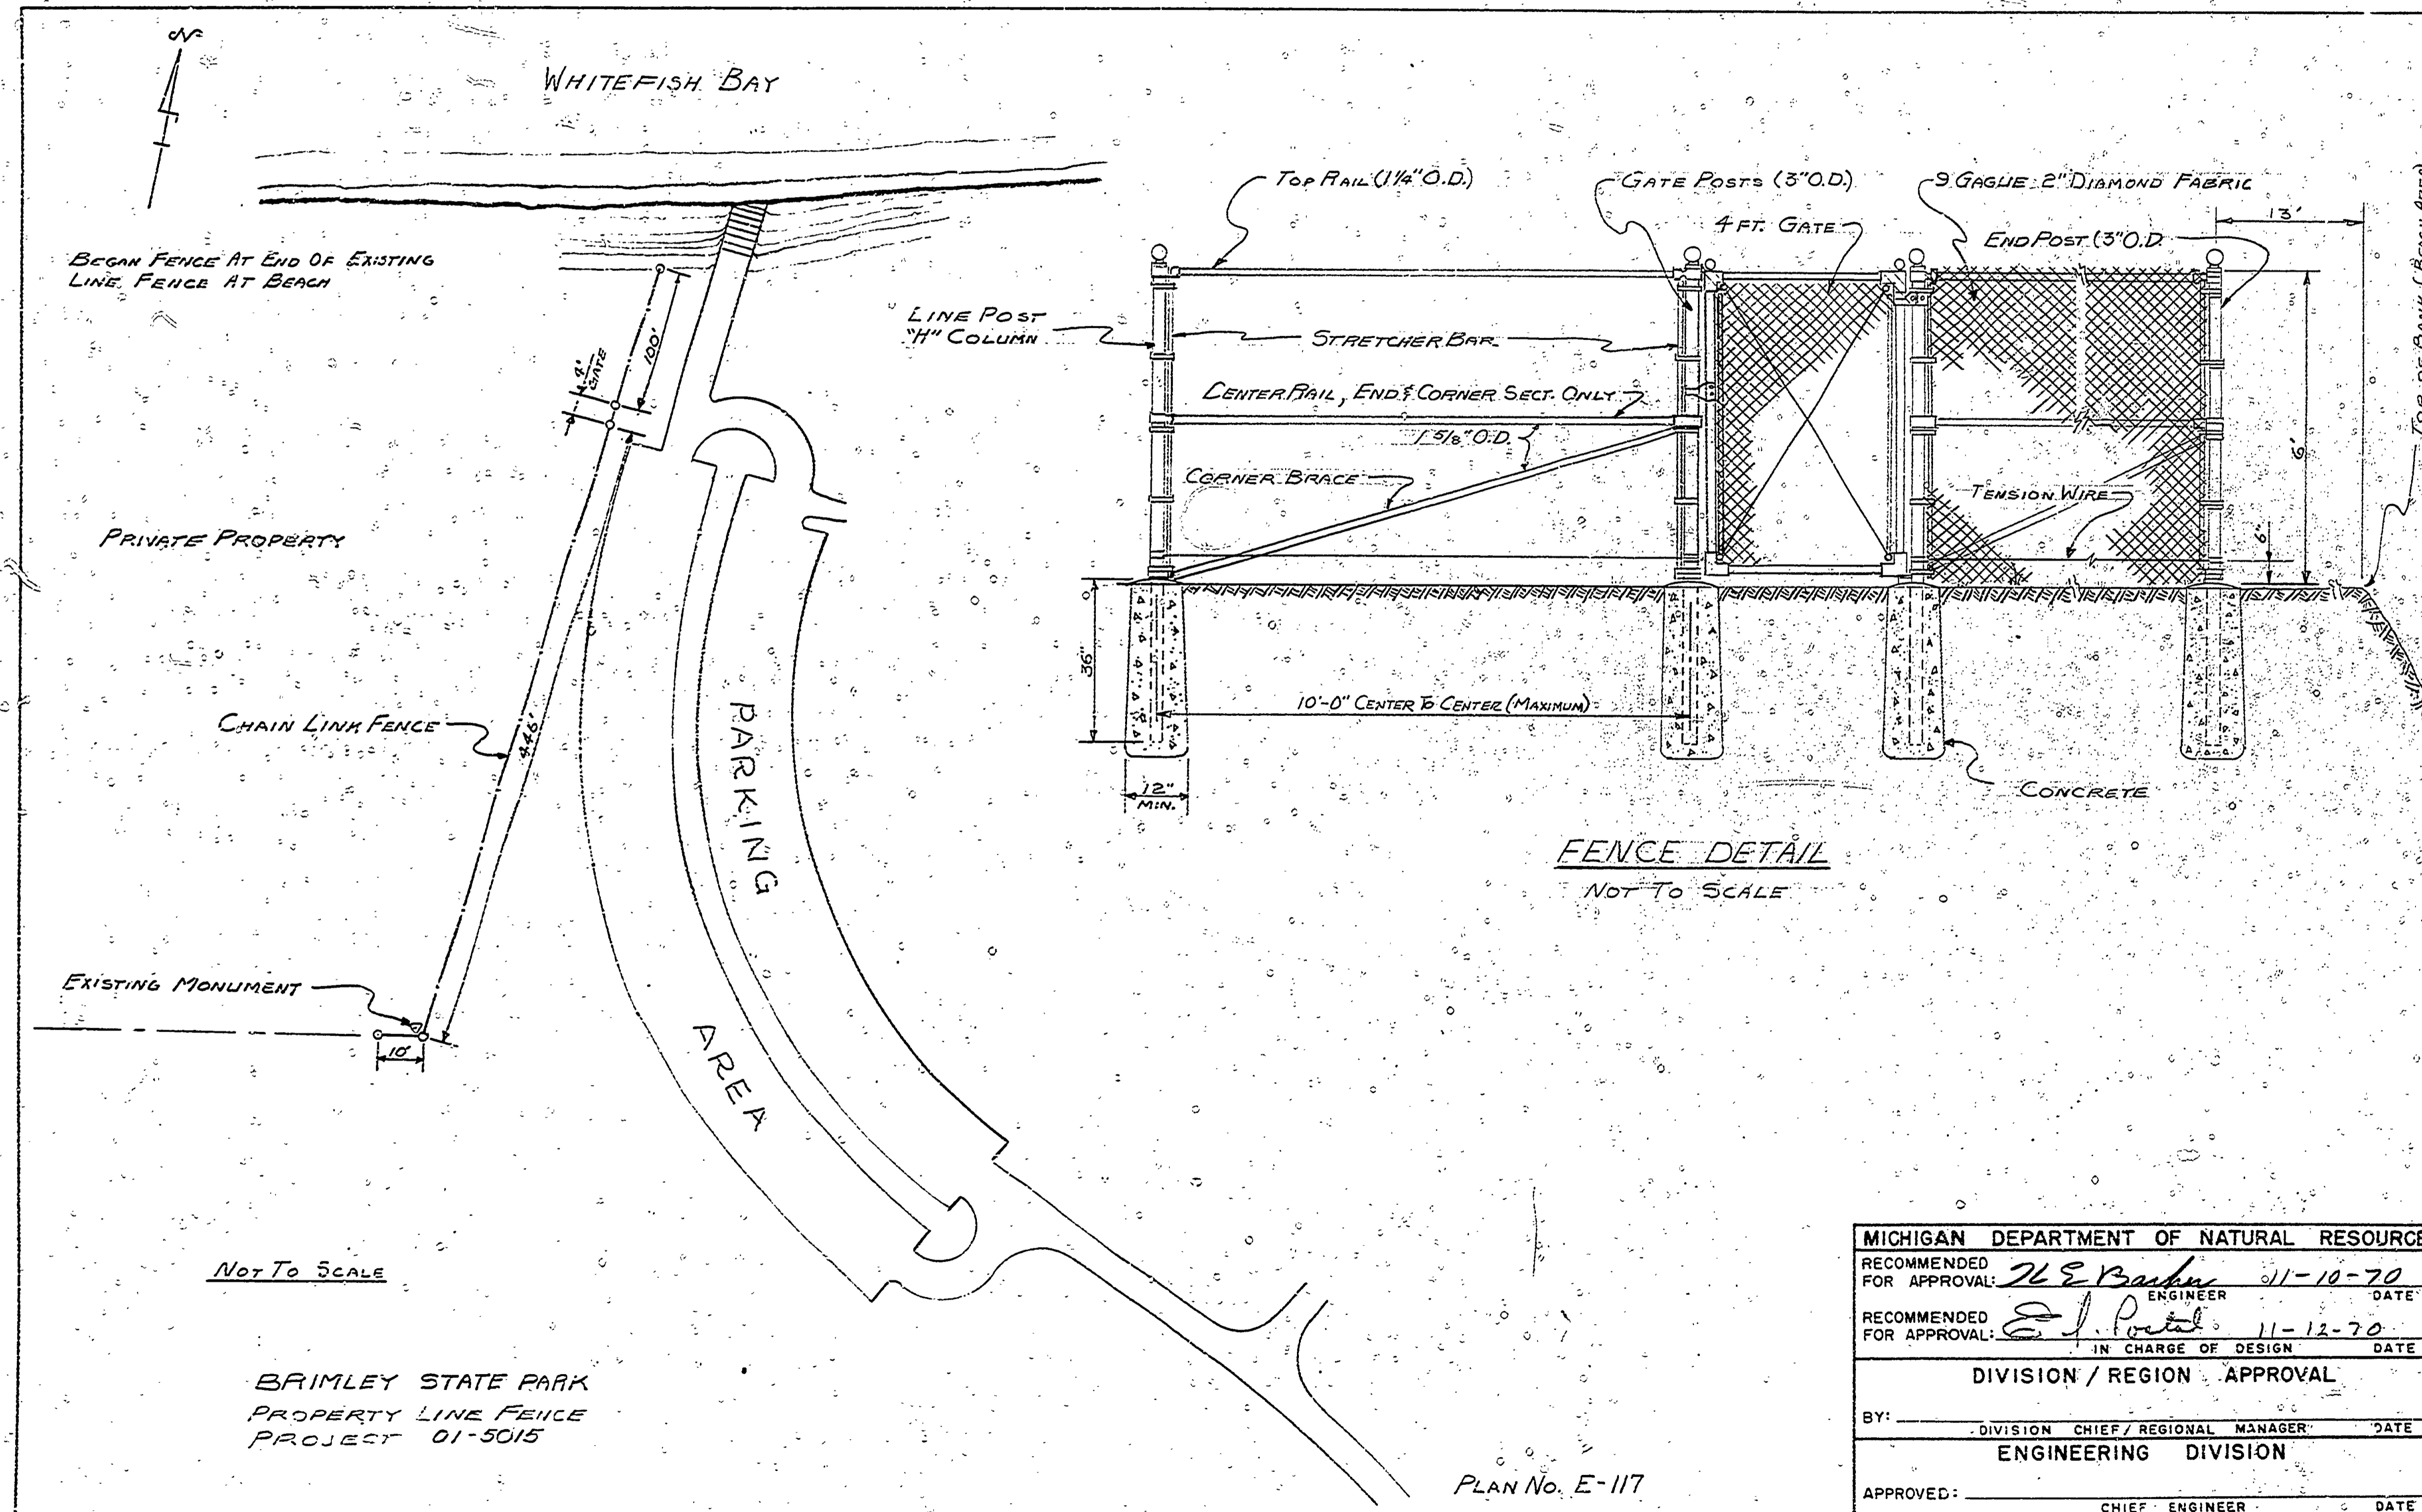 N
WHITEFISH BAY
BEGAN FENCE AT END OF EXISTING
LINE FENCE AT BEACH
100'
4'
GATE
PRIVATE PROPERTY
CHAIN LINK FENCE
446'
PARKING
AREA
EXISTING MONUMENT
10'
NOT TO SCALE
BRIMLEY STATE PARK
PROPERTY LINE FENCE
PROJECT 01-5015
TOP RAIL (1 1/4" O.D.)
GATE POSTS (3" O.D.)
9 GAGUE 2" DIAMOND FABRIC
4 FT. GATE
END POST (3" O.D.
13'
TOP OF BANK (BEACH AREA)
LINE POST
"H" COLUMN
STRETCHER BAR
CENTER RAIL, END & CORNER SECT. ONLY
1 5/8" O.D.
CORNER BRACE
TENSION WIRE
6'
6"
36"
10'-0" CENTER TO CENTER (MAXIMUM)
12"
MIN.
CONCRETE
FENCE DETAIL
NOT TO SCALE
PLAN NO. E-117
MICHIGAN DEPARTMENT OF NATURAL RESOURCE
RECOMMENDED
FOR APPROVAL: 11-10-70
ENGINEER DATE
RECOMMENDED
FOR APPROVAL: 11-12-70
IN CHARGE OF DESIGN DATE
DIVISION / REGION APPROVAL
BY:
DIVISION CHIEF / REGIONAL MANAGER DATE
ENGINEERING DIVISION
APPROVED:
CHIEF ENGINEER DATE